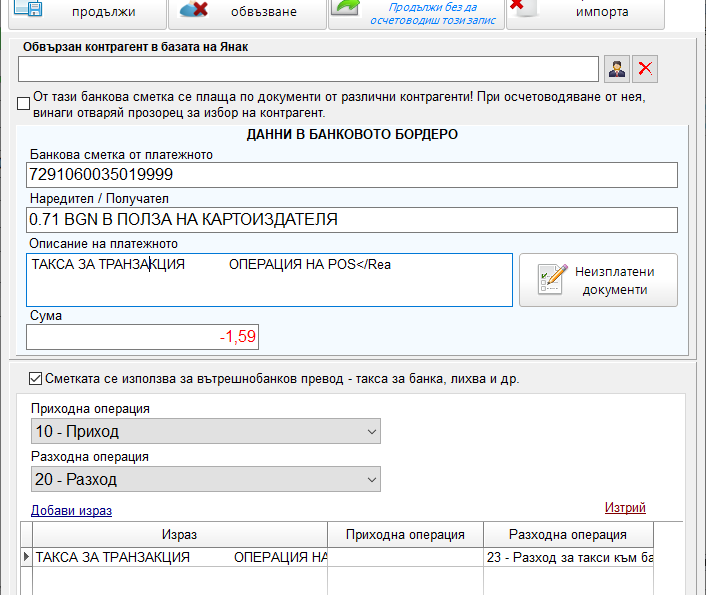 продължи
обвързване
Продължи без да
осчетоводиш този запис
импорта
Обвързан контрагент в базата на Янак
От тази банкова сметка се плаща по документи от различни контрагенти! При осчетоводяване от нея,
винаги отваряй прозорец за избор на контрагент.
ДАННИ В БАНКОВОТО БОРДЕРО
Банкова сметка от платежното
7291060035019999
Наредител / Получател
0.71 BGN В ПОЛЗА НА КАРТОИЗДАТЕЛЯ
Описание на платежното
ТАКСА ЗА ТРАНЗАКЦИЯ ОПЕРАЦИЯ НА POS</Rea
Неизплатени
документи
Сума
-1,59
Сметката се използва за вътрешнобанков превод - такса за банка, лихва и др.
Приходна операция
10 - Приход
Разходна операция
20 - Разход
Добави израз
Изтрий
Израз Приходна операция Разходна операция
ТАКСА ЗА ТРАНЗАКЦИЯ ОПЕРАЦИЯ НА 23 - Разход за такси към ба